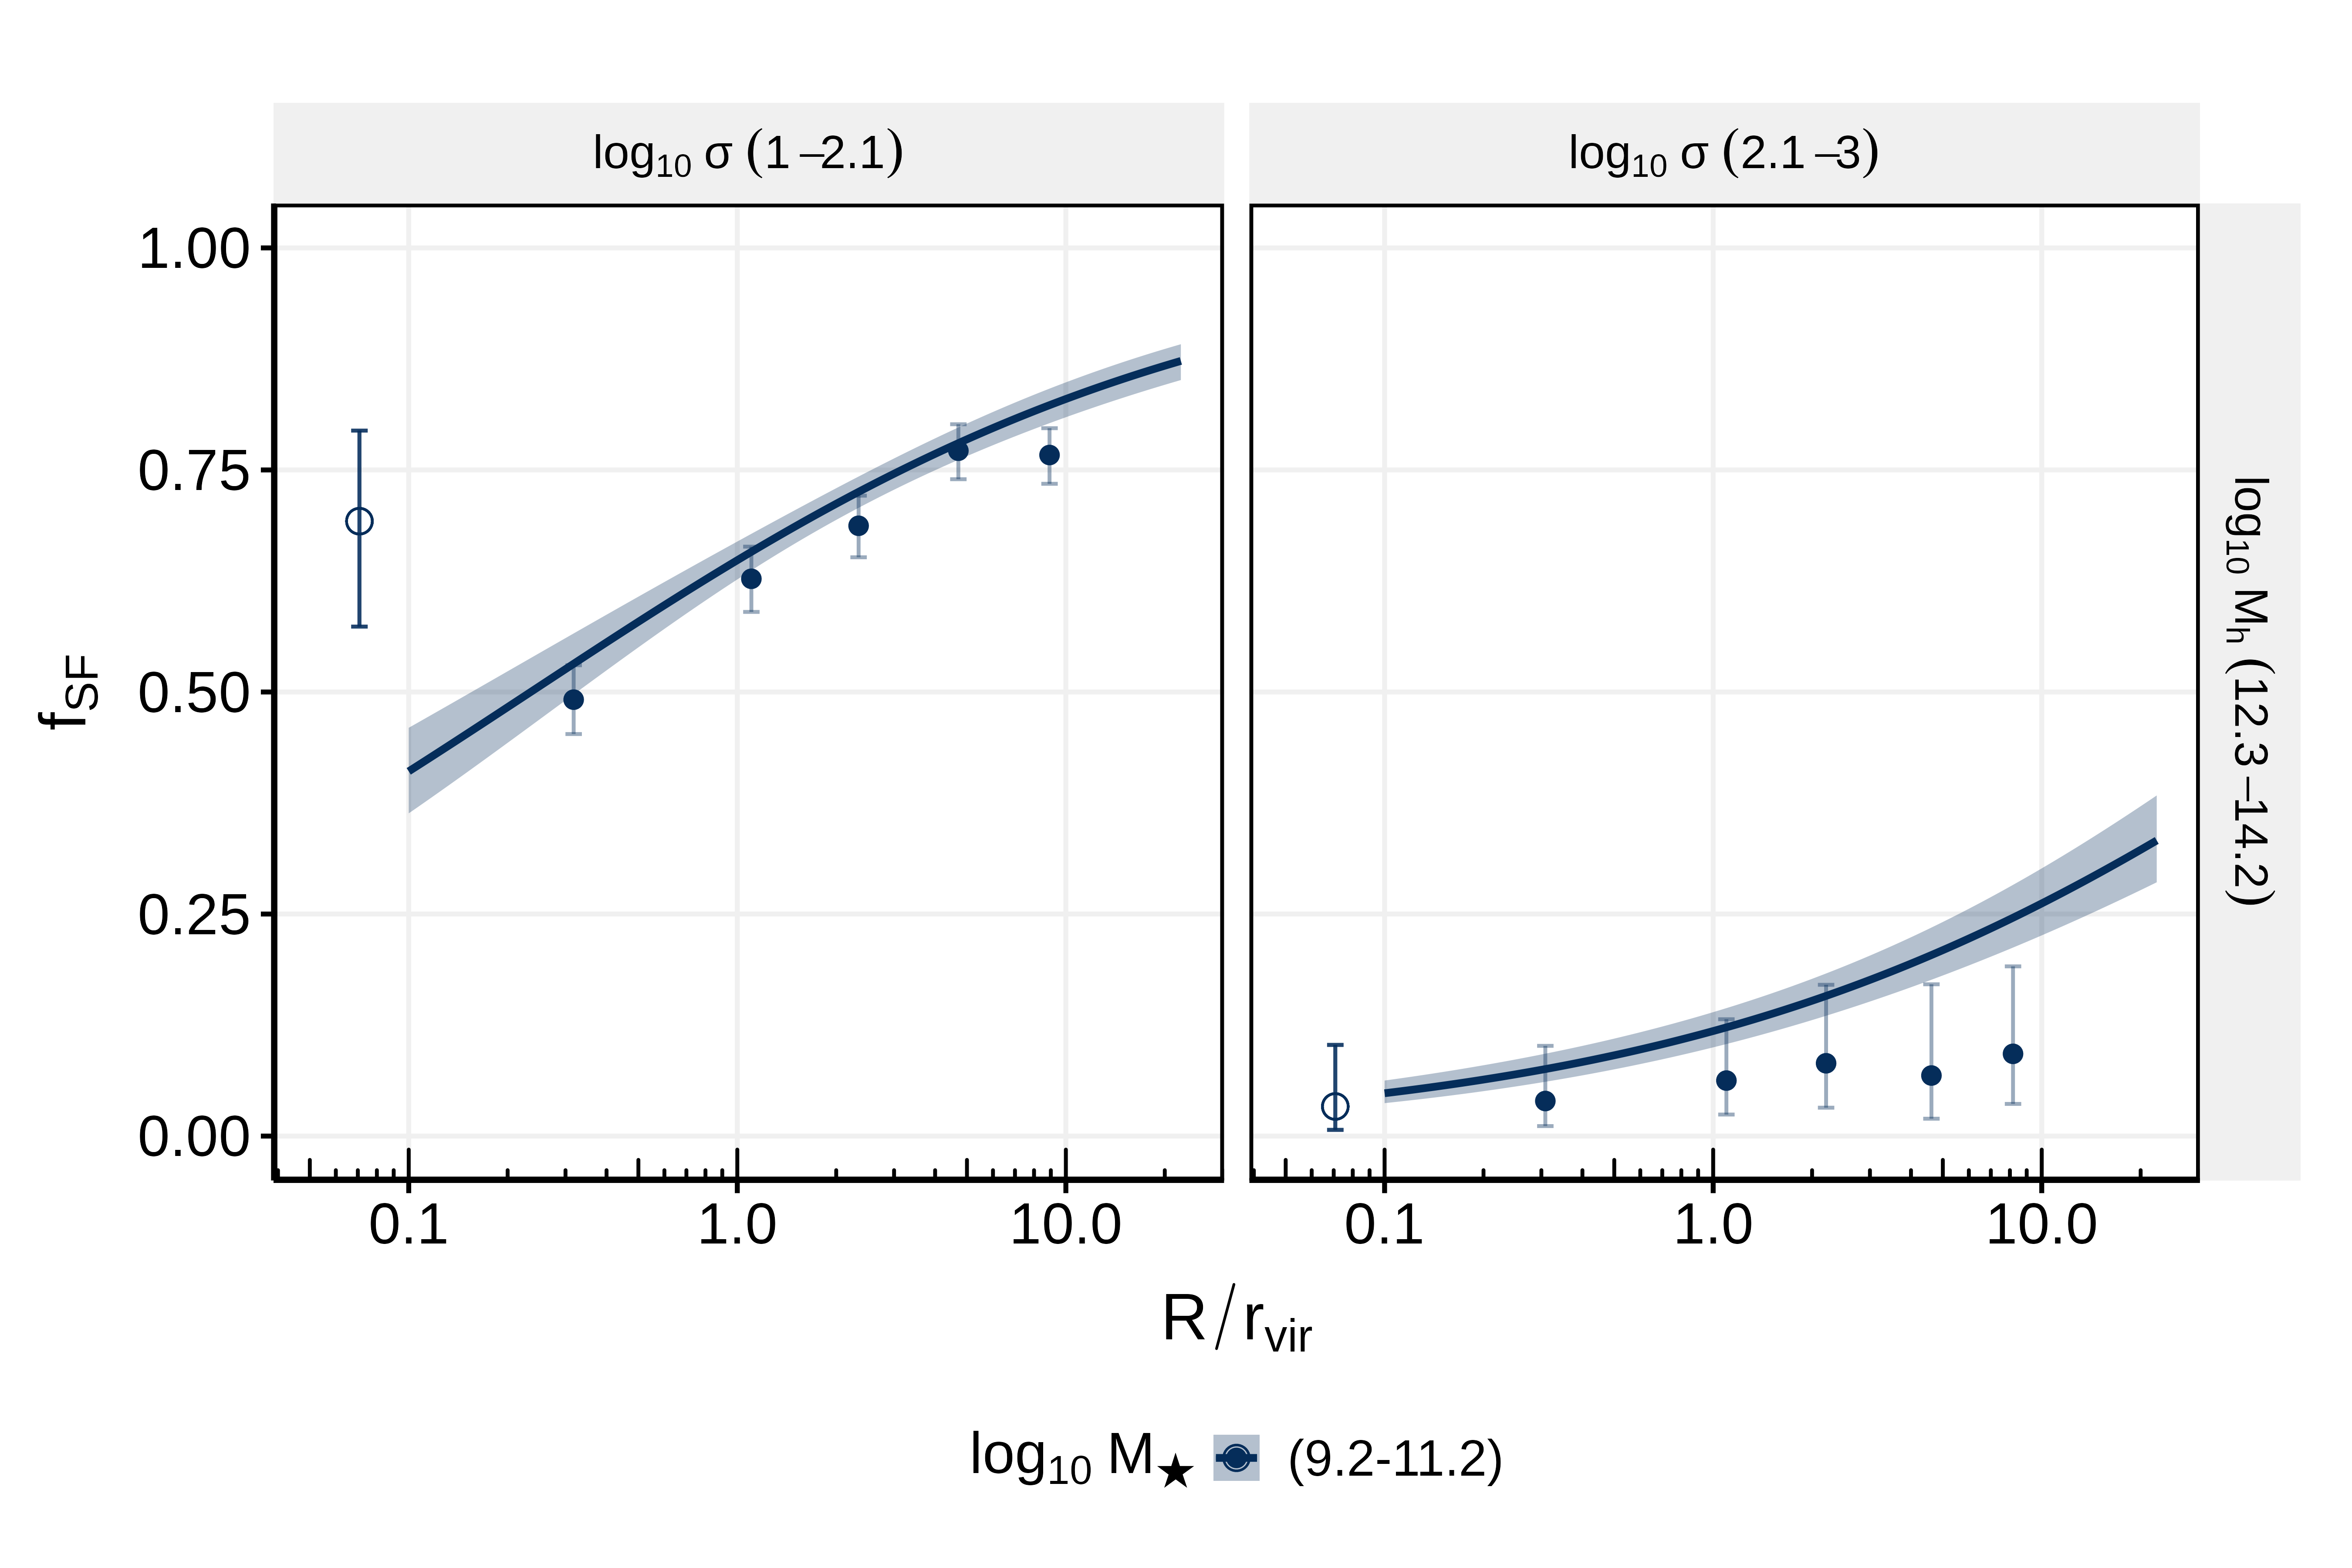 log10 σ (1–2.1)
log10 σ (2.1–3)
1.00
0.75
0.50
0.25
0.00
fSF
log10 Mh (12.3–14.2)
0.1 1.0 10.0
0.1 1.0 10.0
R/rvir
log10 M★ (9.2-11.2)